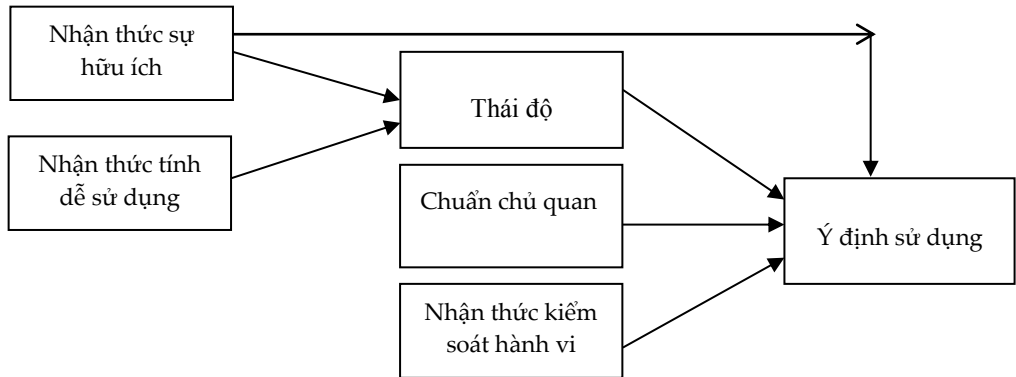 Nhận thức sự
hữu ích
Nhận thức tính
dễ sử dụng
Thái độ
Chuẩn chủ quan
Nhận thức kiểm
soát hành vi
Ý định sử dụng